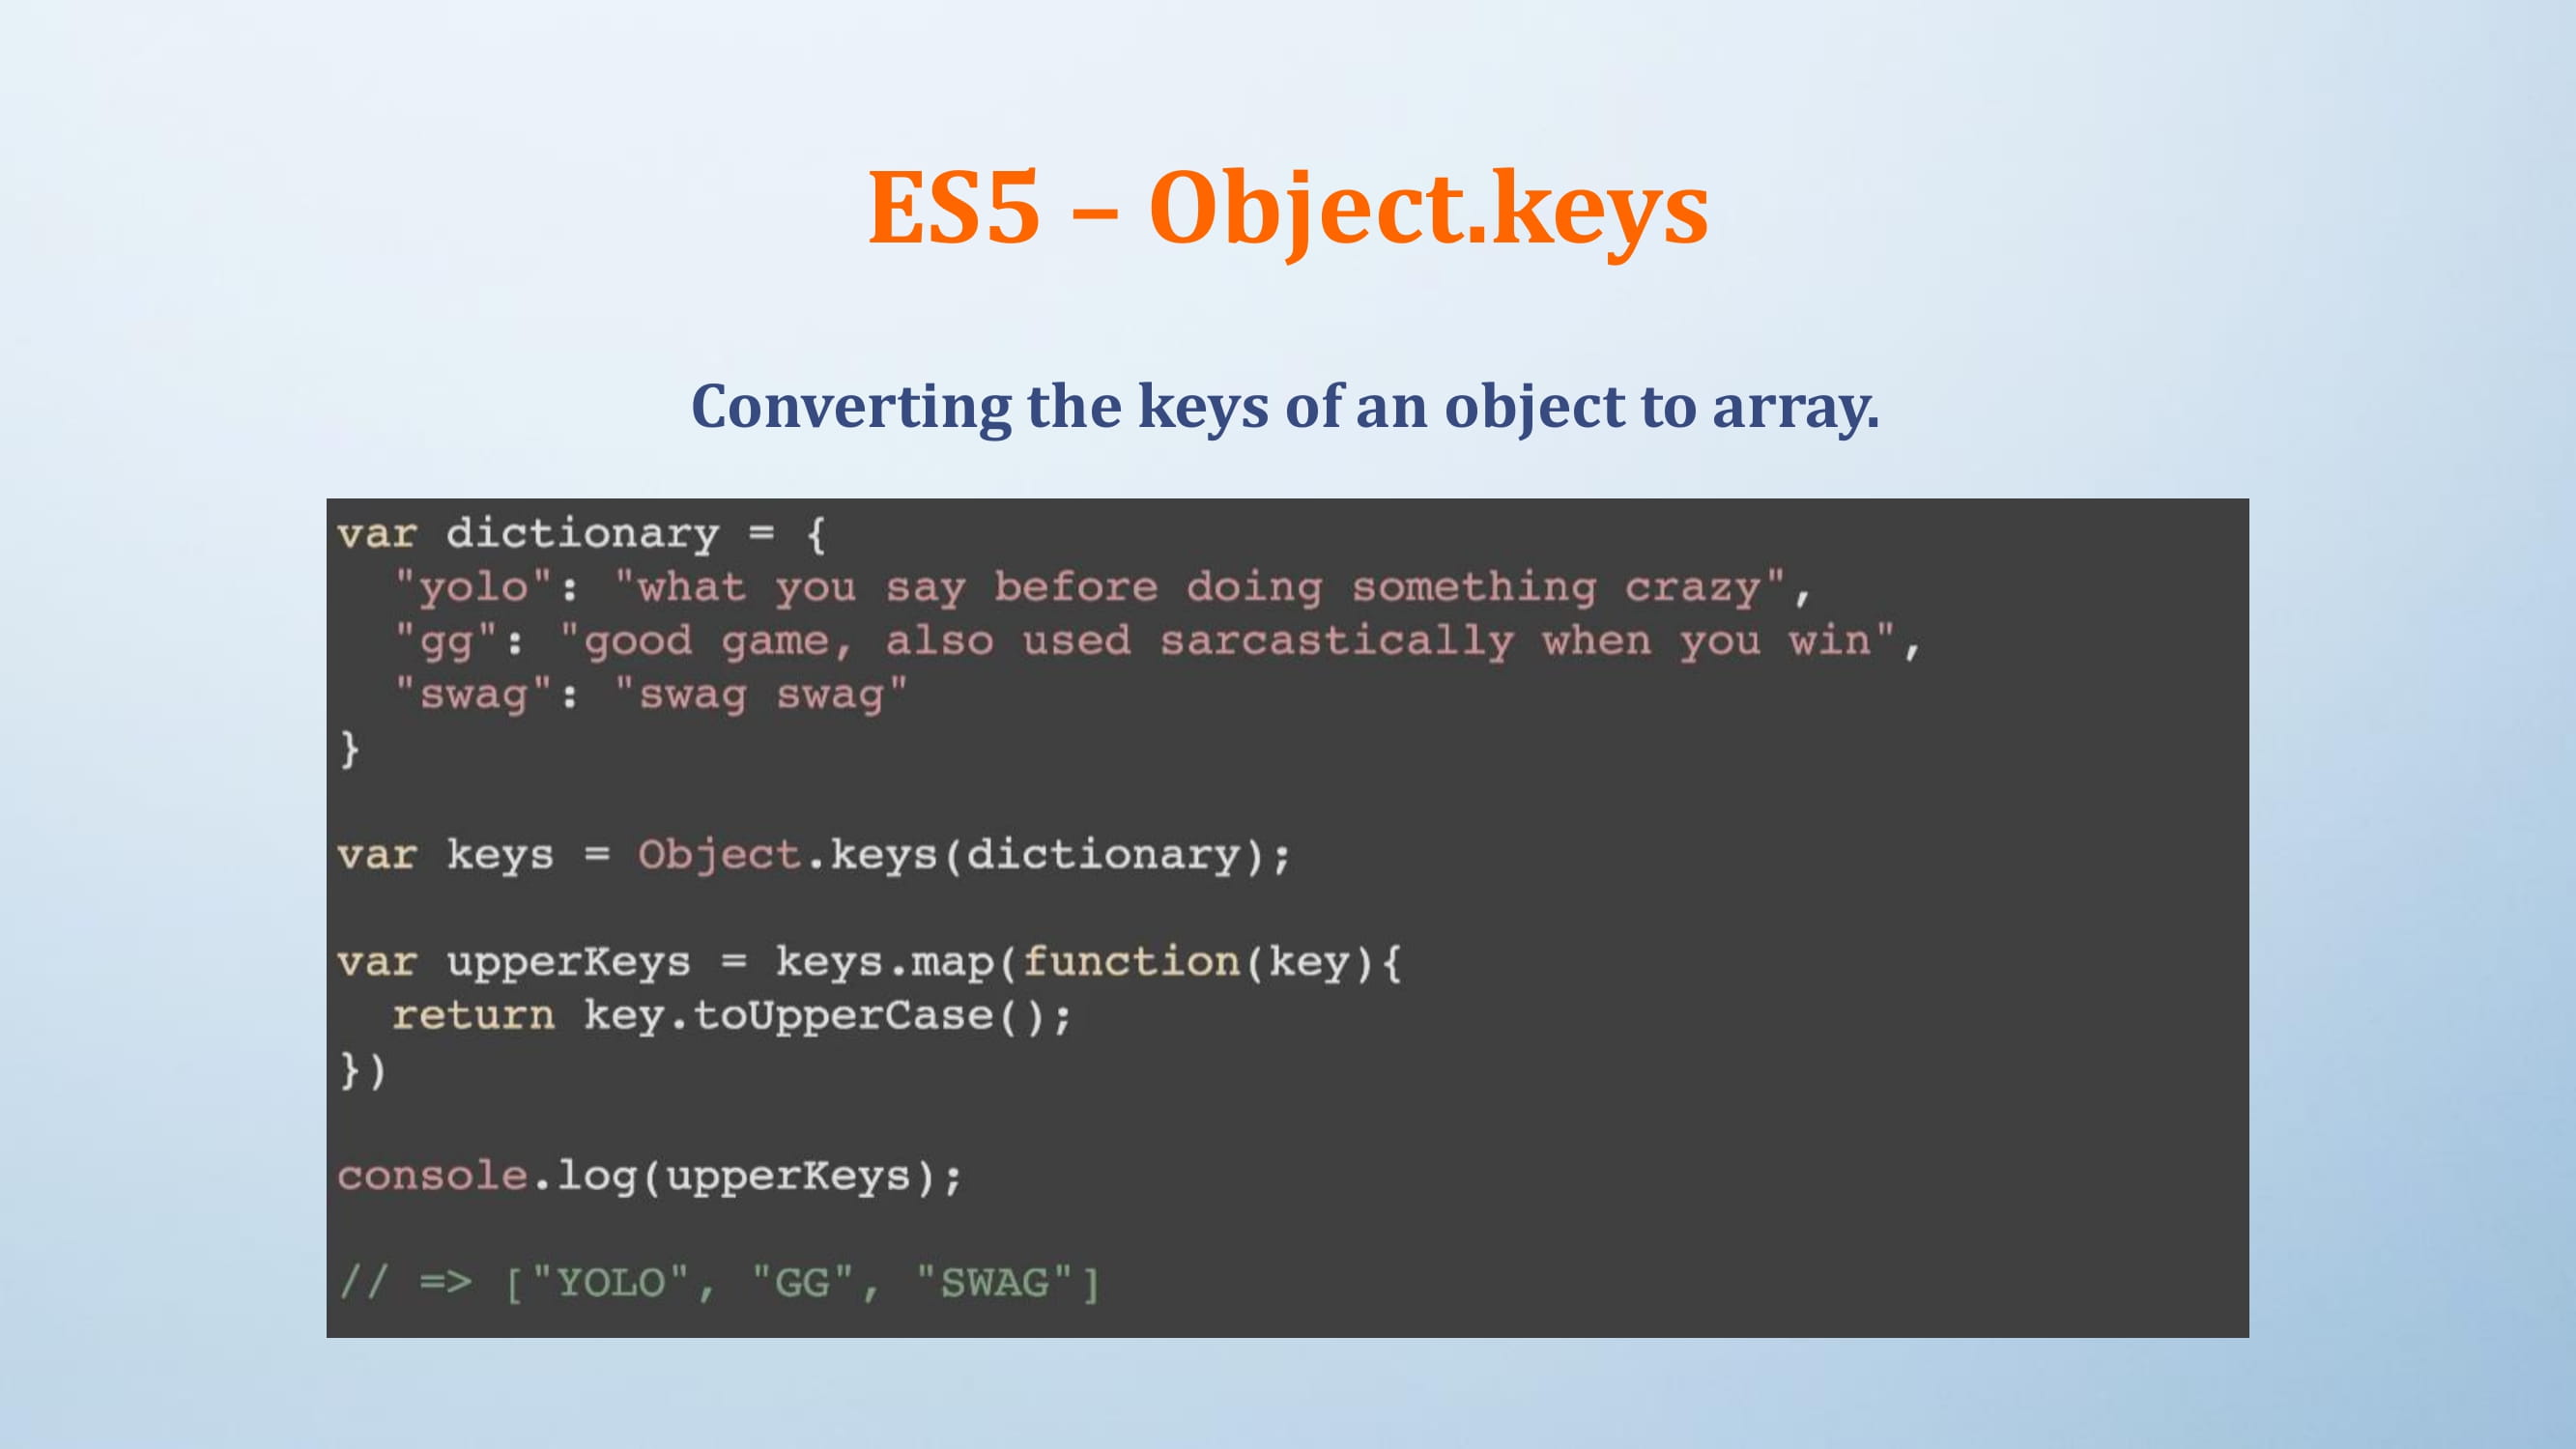 ES5 – Object.keys
Converting the keys of an object to array.
var dictionary = {
  "yolo": "what you say before doing something crazy",
  "gg": "good game, also used sarcastically when you win",
  "swag": "swag swag"
}
var keys = Object.keys(dictionary);
var upperKeys = keys.map(function(key){
  return key.toUpperCase();
})
console.log(upperKeys);
// => ["YOLO", "GG", "SWAG"]